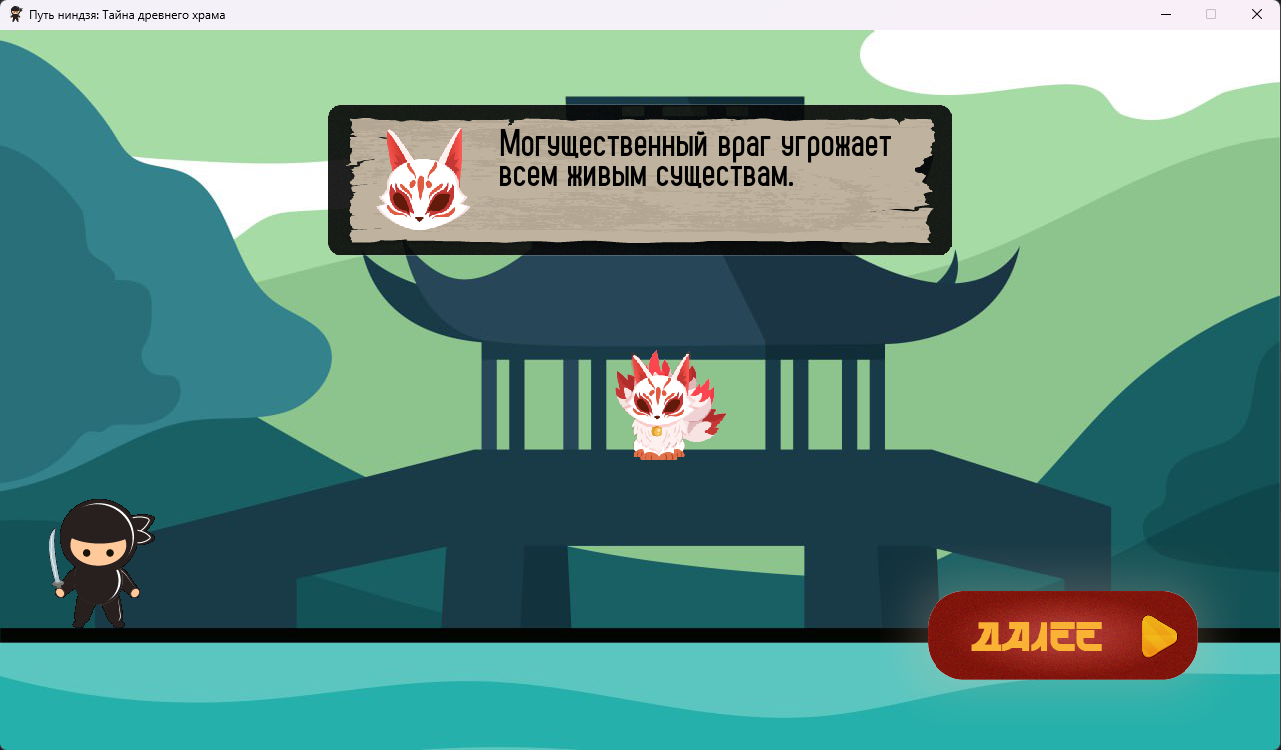 Путь ниндзя: Тайна древнего храма
Могущественный враг угрожает
всем живым существам.
ДАЛЕЕ